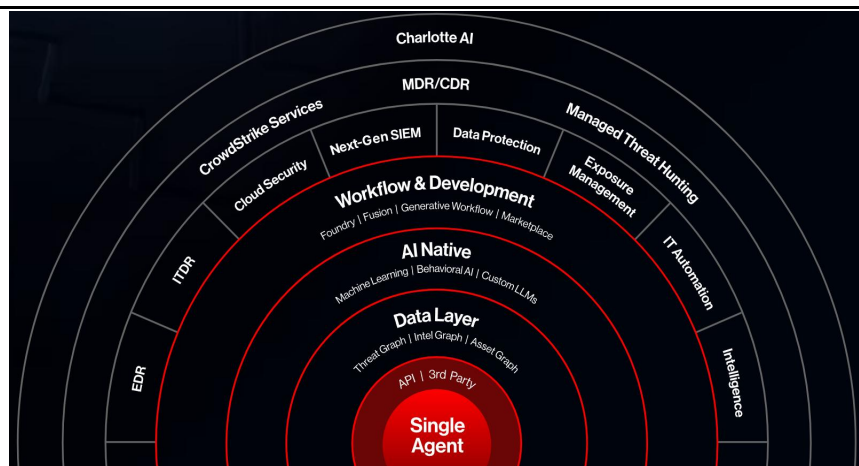 Charlotte AI
MDR/CDR
CrowdStrike Services
Managed Threat Hunting
EDR
ITDR
Cloud Security
Next-Gen SIEM
Data Protection
Exposure
Management
IT Automation
Intelligence
Workflow & Development
Foundry | Fusion | Generative Workflow | Marketplace
AI Native
Machine Learning | Behavioral AI | Custom LLMs
Data Layer
Threat Graph | Intel Graph | Asset Graph
API | 3rd Party
Single
Agent